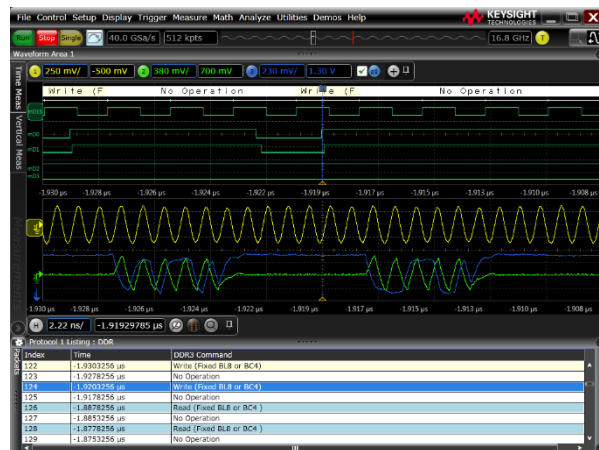 File Control Setup Display Trigger Measure Math Analyze Utilities Demos Help
KEYSIGHT
TECHNOLOGIES
Run Stop Single 40.0 GSa/s 512 kpts 16.8 GHz T
Waveform Area 1
1 250 mV/ -500 mV 2 380 mV/ 700 mV 3 230 mV/ 1.30 V
Time Meas
Vertical Meas
Write (F No Operation Write (F No Operation
mD15
mD0
mD1
mD2
mD3
-1.930 µs -1.928 µs -1.926 µs -1.924 µs -1.922 µs -1.919 µs -1.917 µs -1.915 µs -1.913 µs -1.910 µs -1.908 µs
-1.930 µs -1.928 µs -1.926 µs -1.924 µs -1.922 µs -1.919 µs -1.917 µs -1.915 µs -1.913 µs -1.910 µs -1.908 µs
H 2.22 ns/ -1.91929785 µs
Protocol 1 Listing : DDR
Packets
Index Time DDR3 Command
122 -1.9303256 µs Write (Fixed BL8 or BC4)
123 -1.9278256 µs No Operation
124 -1.9203256 µs Write (Fixed BL8 or BC4)
125 -1.9178256 µs No Operation
126 -1.8878256 µs Read (Fixed BL8 or BC4 )
127 -1.8853256 µs No Operation
128 -1.8778256 µs Read (Fixed BL8 or BC4 )
129 -1.8753256 µs No Operation